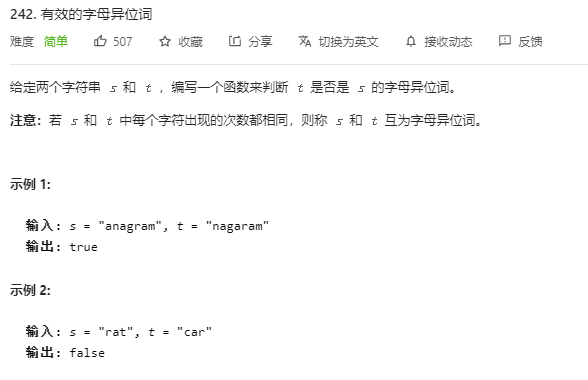 242. 有效的字母异位词
难度 简单 507 收藏 分享 切换为英文 接收动态 反馈
给定两个字符串 s 和 t ，编写一个函数来判断 t 是否是 s 的字母异位词。
注意：若 s 和 t 中每个字符出现的次数都相同，则称 s 和 t 互为字母异位词。
示例 1:
输入: s = "anagram", t = "nagaram"
输出: true
示例 2:
输入: s = "rat", t = "car"
输出: false